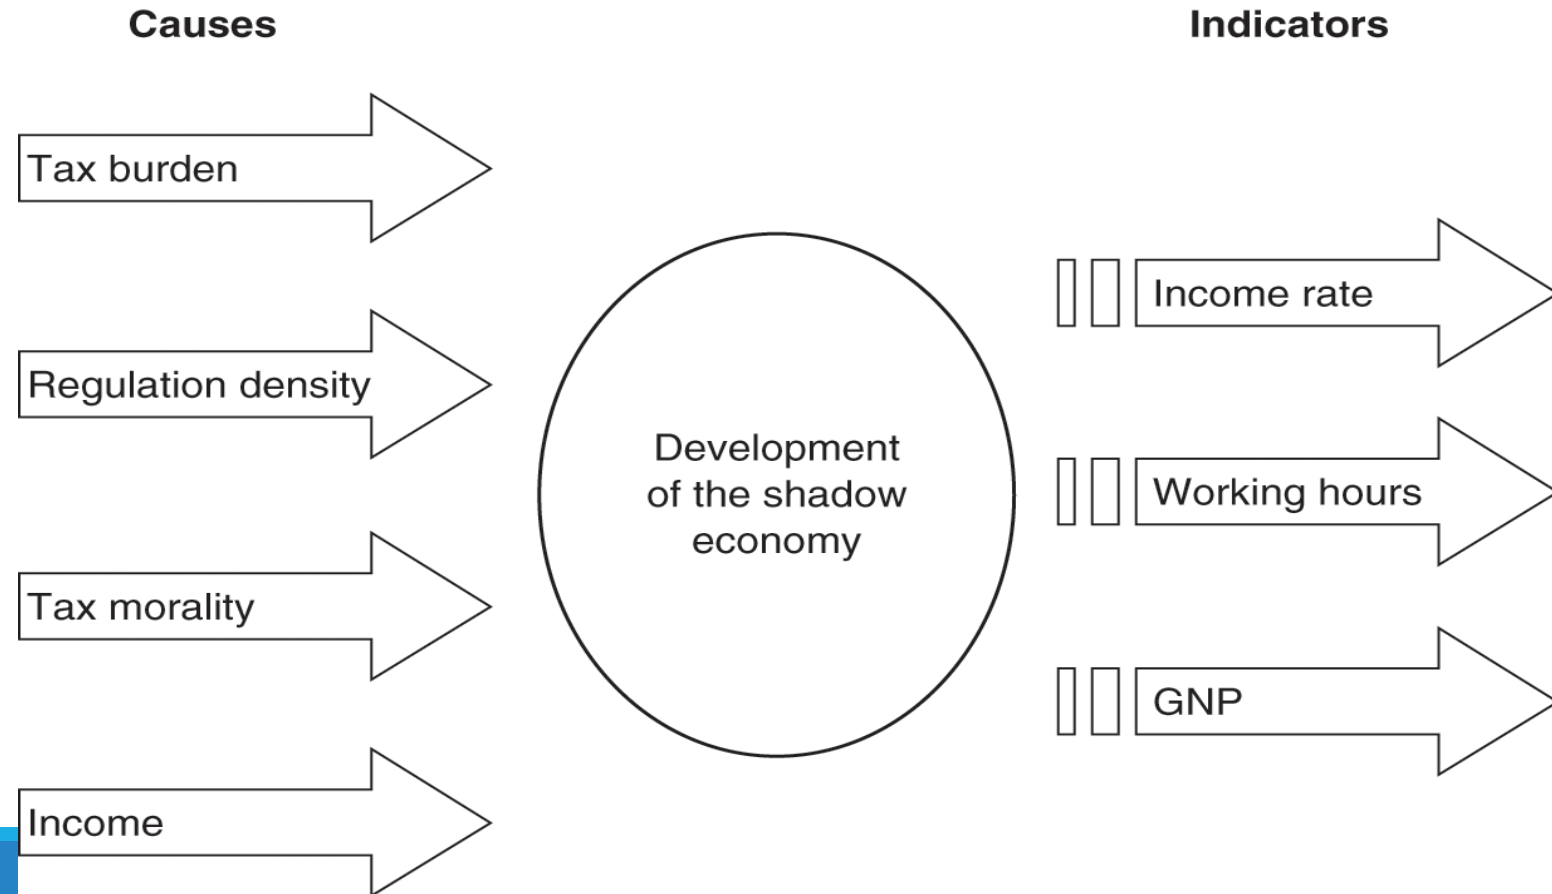 Causes
Indicators
Tax burden
Regulation density
Tax morality
Income
Development
of the shadow
economy
Income rate
Working hours
GNP